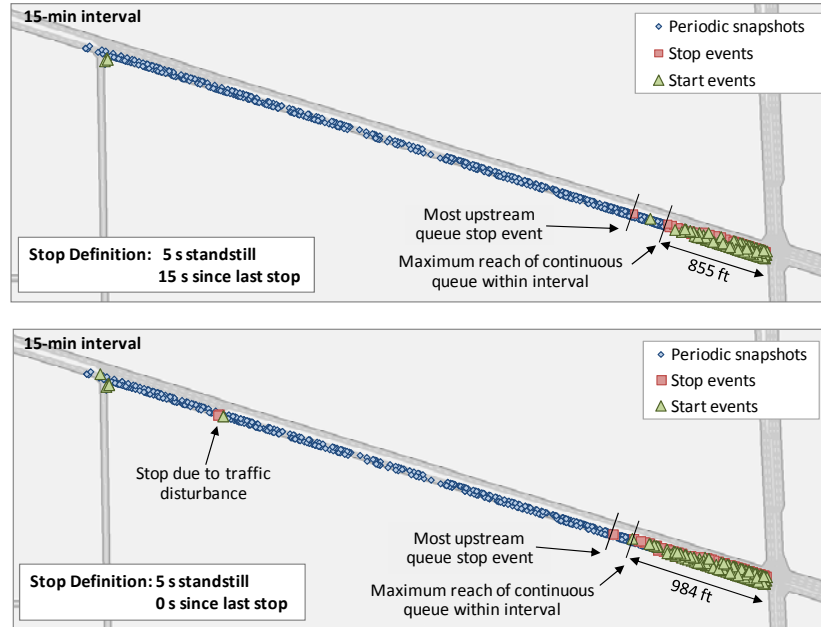 15-min interval
Periodic snapshots
Stop events
Start events
Most upstream
queue stop event
Maximum reach of continuous
queue within interval
855 ft
Stop Definition: 5 s standstill
15 s since last stop
15-min interval
Periodic snapshots
Stop events
Start events
Stop due to traffic
disturbance
Most upstream
queue stop event
Maximum reach of continuous
queue within interval
984 ft
Stop Definition: 5 s standstill
0 s since last stop